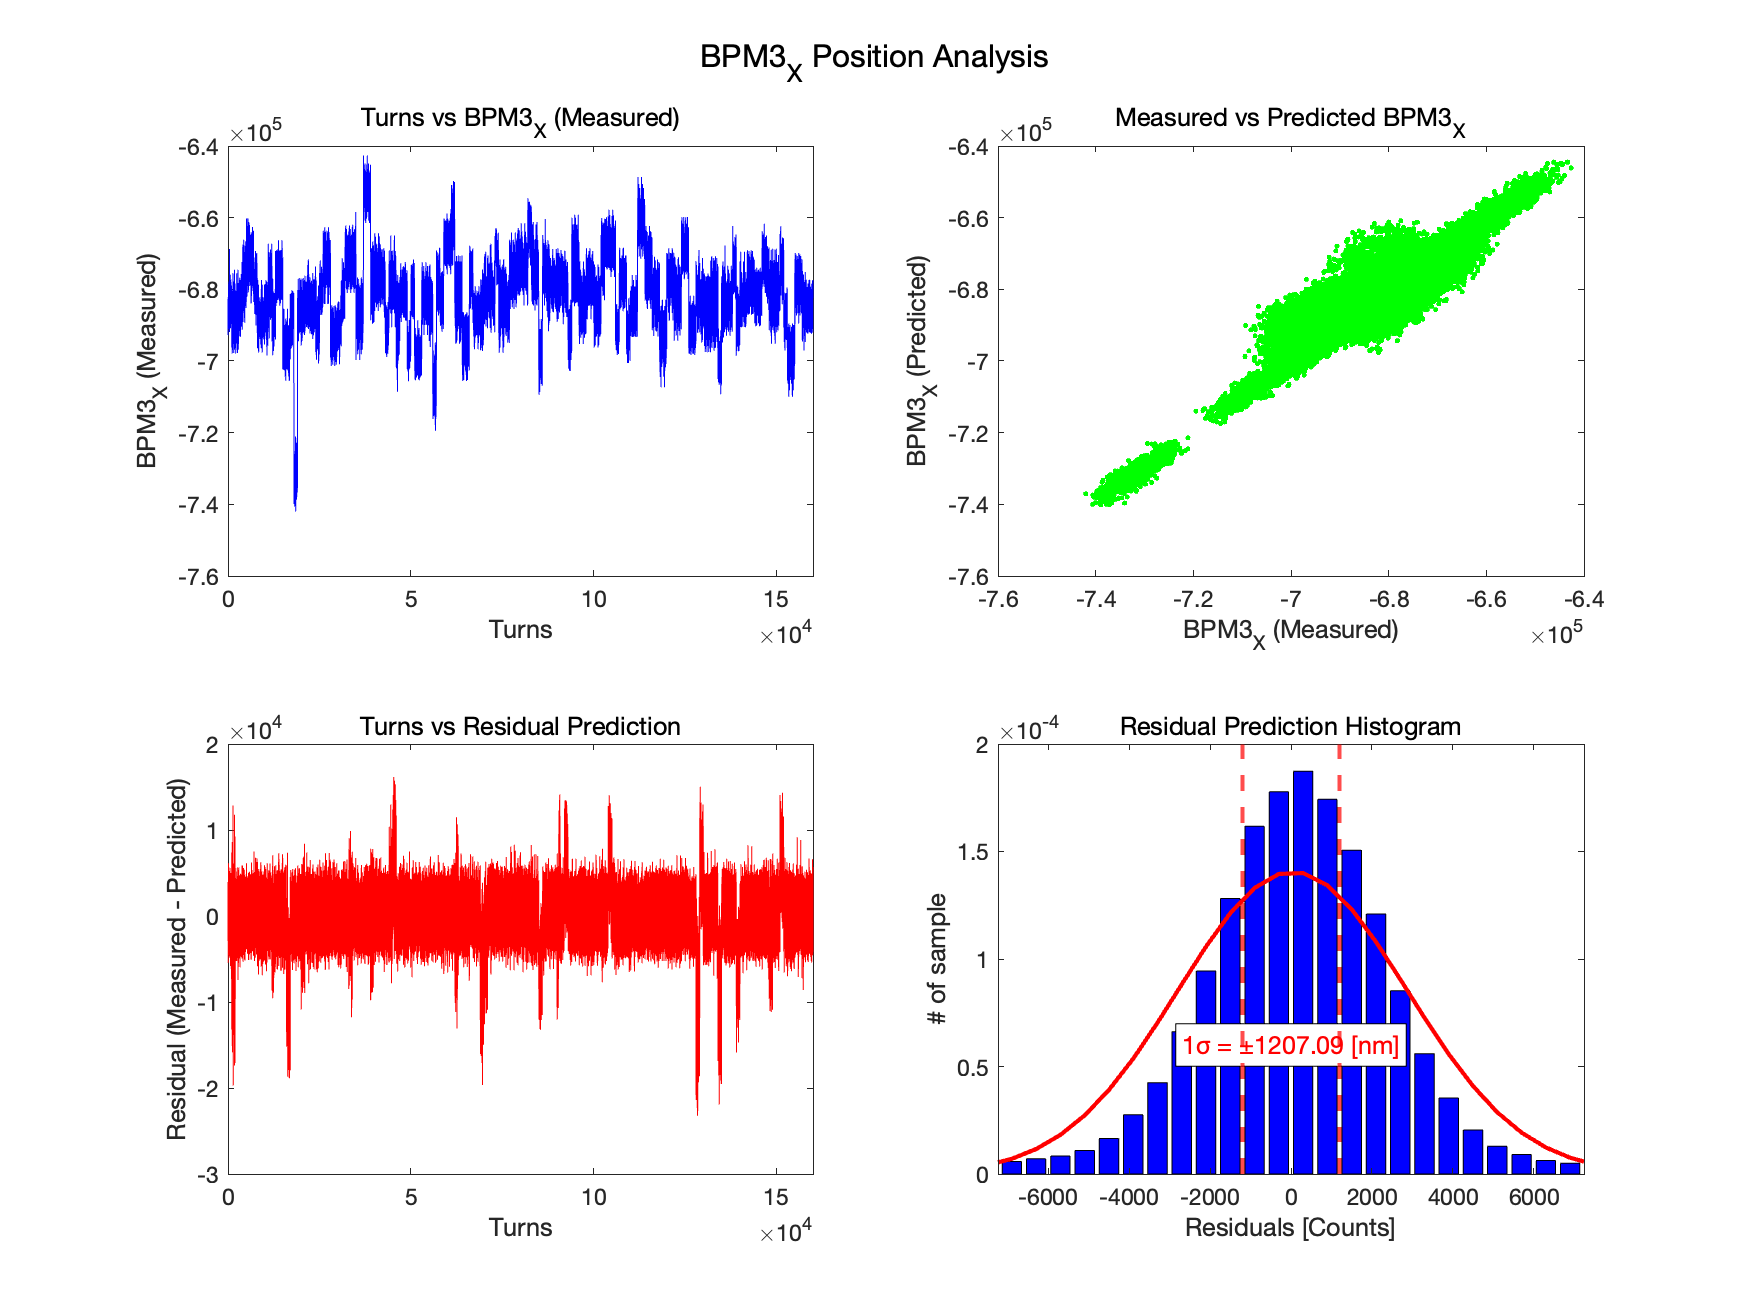 BPM3X Position Analysis
Turns vs BPM3X (Measured)
×10^5
-6.4
-6.6
-6.8
-7
-7.2
-7.4
-7.6
BPM3X (Measured)
0 5 10 15
Turns
×10^4
Measured vs Predicted BPM3X
×10^5
-6.4
-6.6
-6.8
-7
-7.2
-7.4
-7.6
BPM3X (Predicted)
-7.6 -7.4 -7.2 -7 -6.8 -6.6 -6.4
BPM3X (Measured)
×10^5
Turns vs Residual Prediction
×10^4
2
1
0
-1
-2
-3
Residual (Measured - Predicted)
0 5 10 15
Turns
×10^4
Residual Prediction Histogram
×10^-4
2
1.5
1
0.5
0
# of sample
1σ = ±1207.09 [nm]
-6000 -4000 -2000 0 2000 4000 6000
Residuals [Counts]